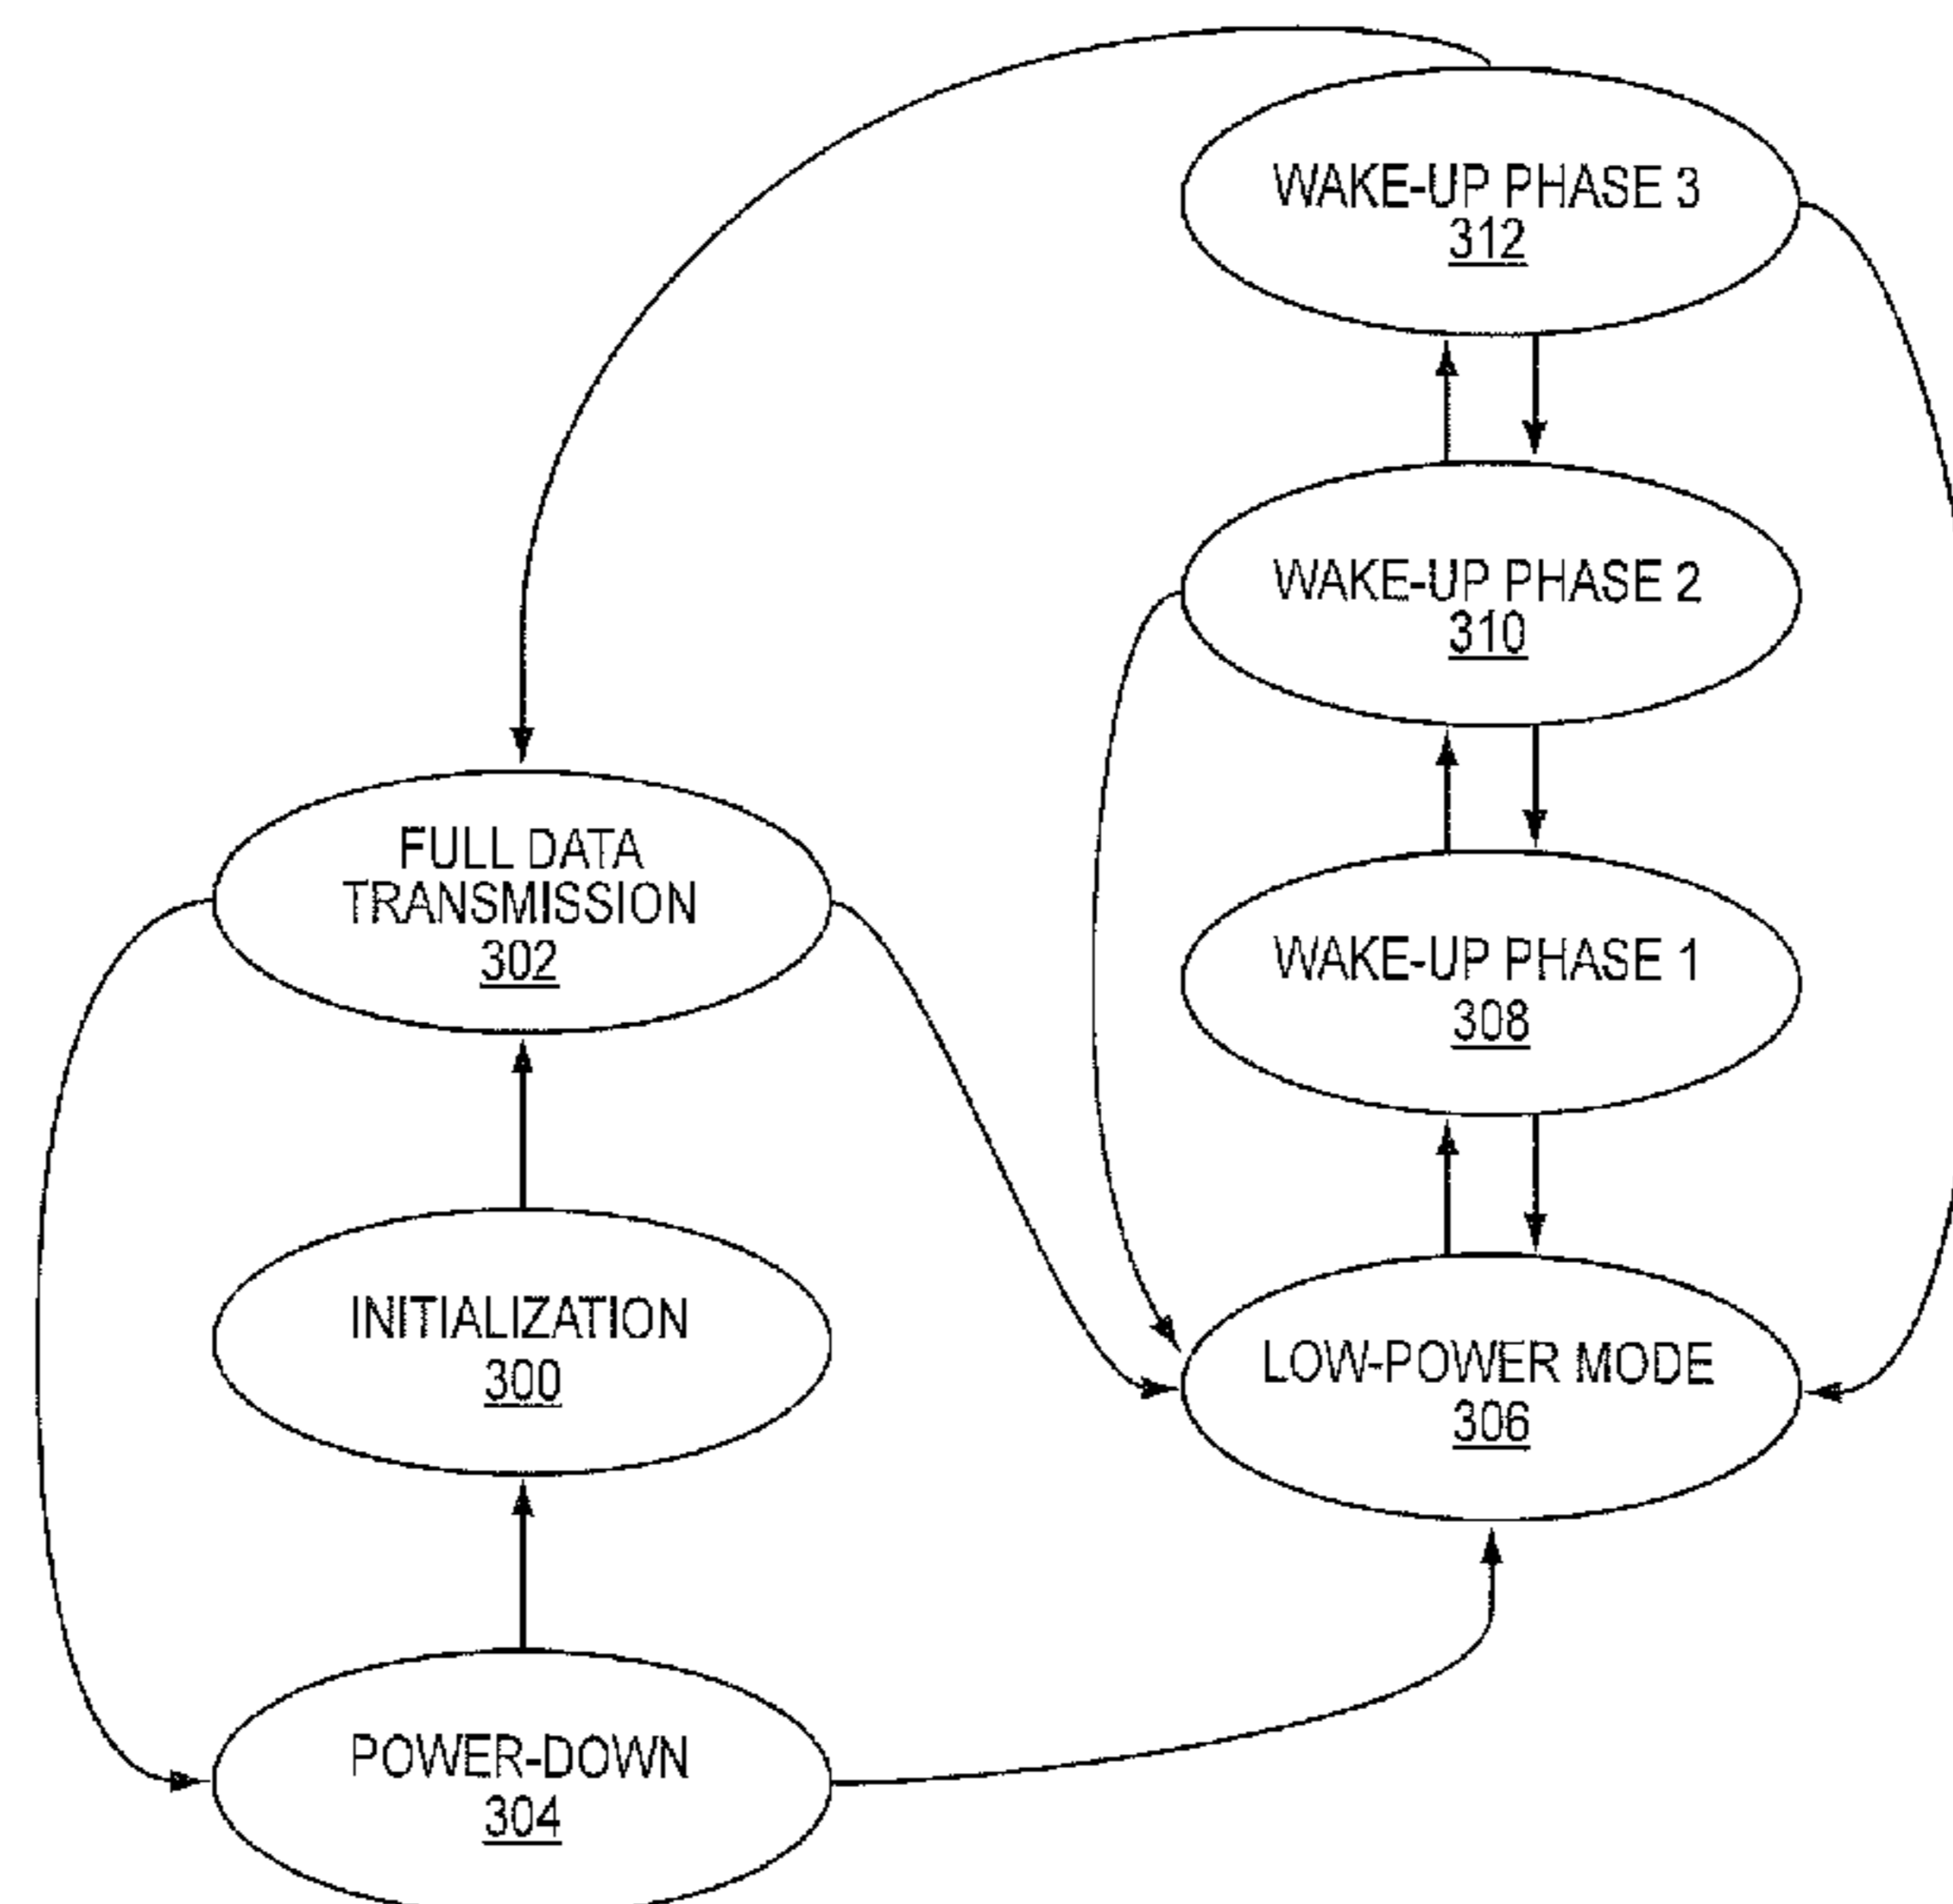 WAKE-UP PHASE 3
312
WAKE-UP PHASE 2
310
FULL DATA
TRANSMISSION
302
WAKE-UP PHASE 1
308
INITIALIZATION
300
LOW-POWER MODE
306
POWER-DOWN
304